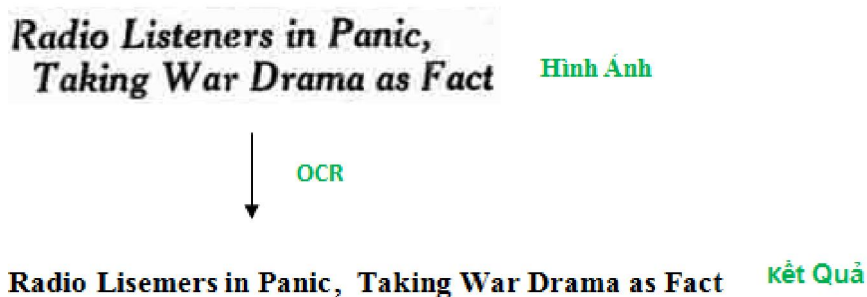 Radio Listeners in Panic,
Taking War Drama as Fact
Hình Ảnh
OCR
Radio Lisemers in Panic, Taking War Drama as Fact
Kết Quả